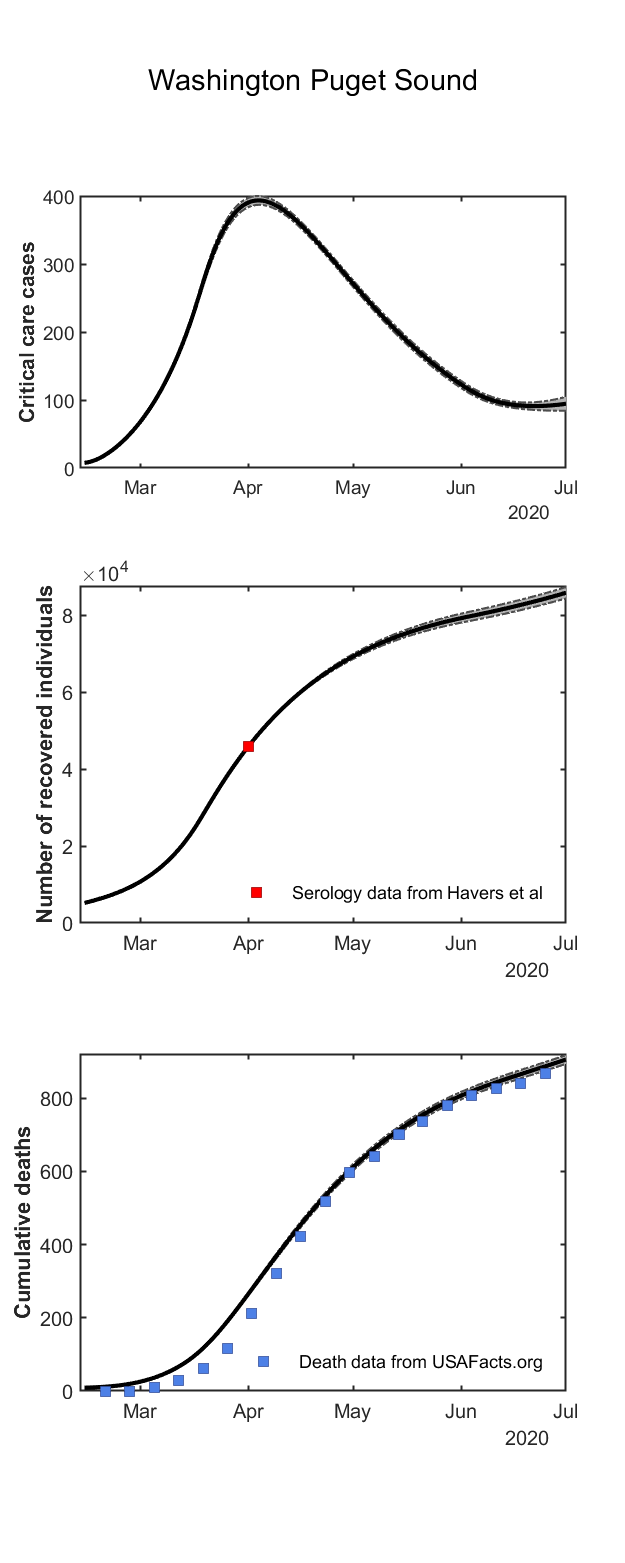 Washington Puget Sound
400
300
200
100
0
Critical care cases
Mar Apr May Jun Jul
2020
×10^4
8
6
4
2
0
Number of recovered individuals
Serology data from Havers et al
Mar Apr May Jun Jul
2020
800
600
400
200
0
Cumulative deaths
Death data from USAFacts.org
Mar Apr May Jun Jul
2020